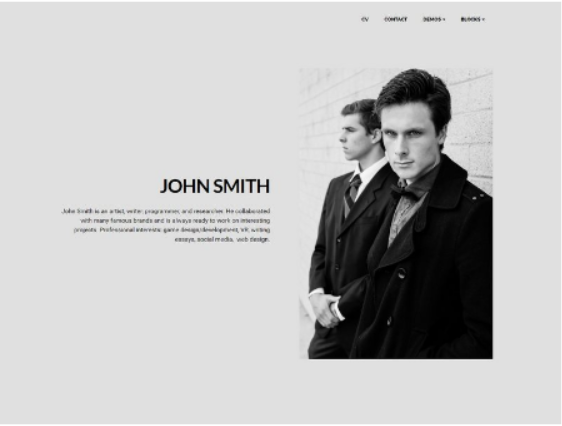 CV CONTACT DEMOS BLOCKS
JOHN SMITH
John Smith is an artist, writer, programmer, and researcher. He collaborated
with many famous brands and is always ready to work on interesting
projects. Professional interests: game design/development, VR, writing
essays, social media, web design.